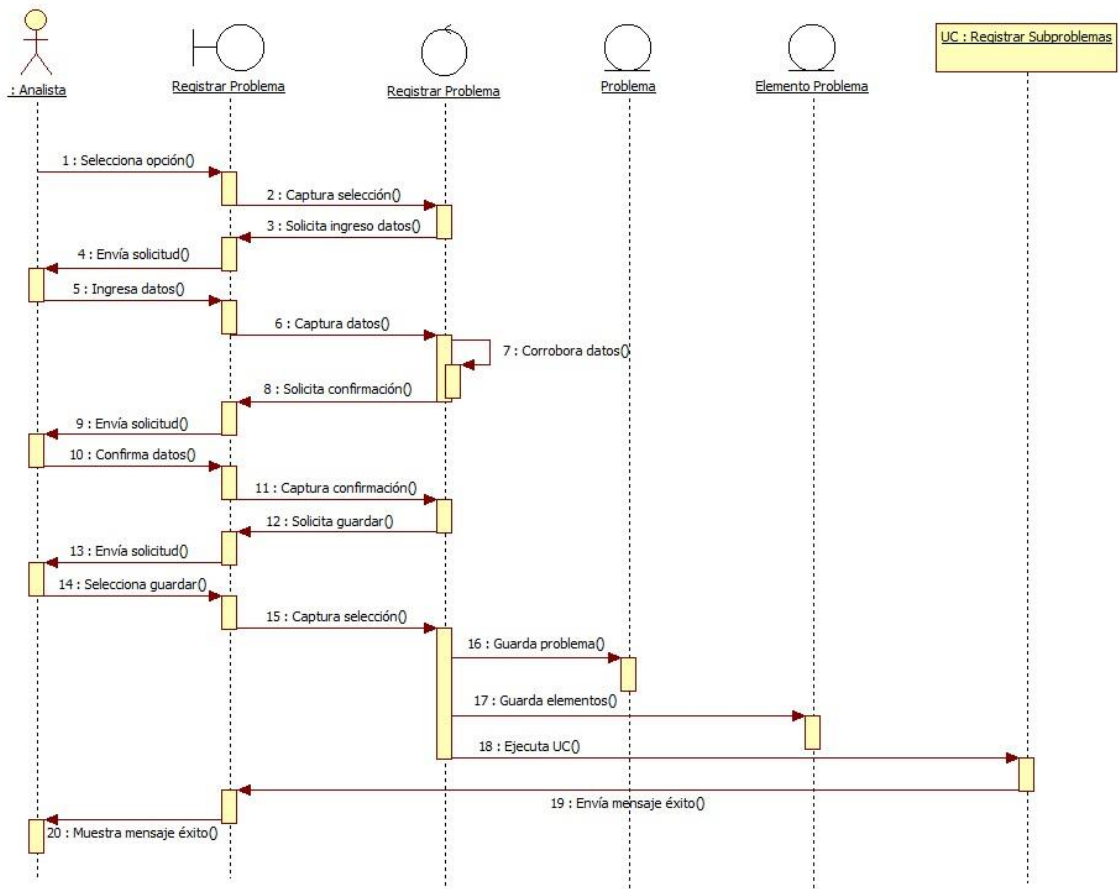 : Analista
Registrar Problema
Registrar Problema
Problema
Elemento Problema
UC : Registrar Subproblemas
1 : Selecciona opción()
2 : Captura selección()
3 : Solicita ingreso datos()
4 : Envía solicitud()
5 : Ingresa datos()
6 : Captura datos()
7 : Corrobora datos()
8 : Solicita confirmación()
9 : Envía solicitud()
10 : Confirma datos()
11 : Captura confirmación()
12 : Solicita guardar()
13 : Envía solicitud()
14 : Selecciona guardar()
15 : Captura selección()
16 : Guarda problema()
17 : Guarda elementos()
18 : Ejecuta UC()
19 : Envía mensaje éxito()
20 : Muestra mensaje éxito()